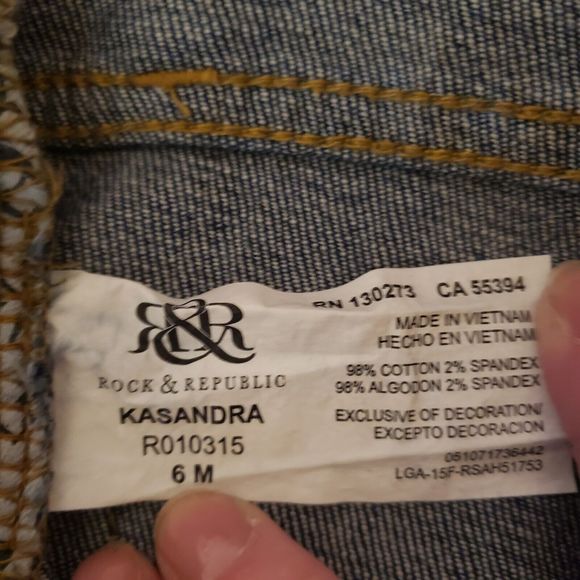 R&R
ROCK & REPUBLIC
KASANDRA
R010315
6 M
RN 130273 CA 55394
MADE IN VIETNAM
HECHO EN VIETNAM
98% COTTON 2% SPANDEX
98% ALGODON 2% SPANDEX
EXCLUSIVE OF DECORATION/
EXCEPTO DECORACION
051071736442
LGA-15F-RSAH51753